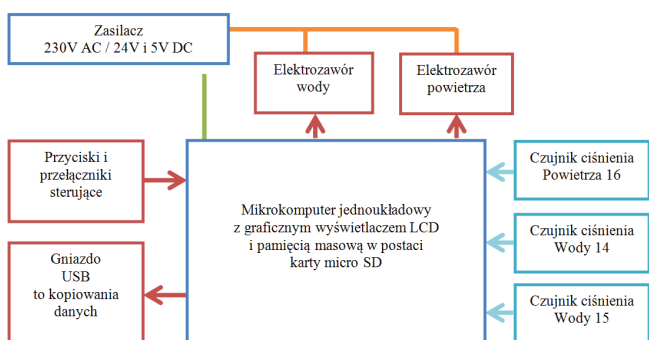 Zasilacz
230V AC / 24V i 5V DC
Elektrozawór
wody
Elektrozawór
powietrza
Przyciski i
przełączniki
sterujące
Mikrokomputer jednoukładowy
z graficznym wyświetlaczem LCD
i pamięcią masową w postaci
karty micro SD
Czujnik ciśnienia
Powietrza 16
Czujnik ciśnienia
Wody 14
Gniazdo
USB
to kopiowania
danych
Czujnik ciśnienia
Wody 15